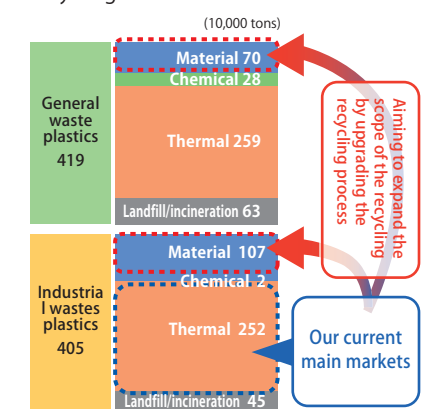 (10,000 tons)
General
waste
plastics
419
Material 70
Chemical 28
Thermal 259
Landfill/incineration 63
Aiming to expand the
scope of the recycling
by upgrading the
recycling process
Industria
l wastes
plastics
405
Material 107
Chemical 2
Thermal 252
Landfill/incineration 45
Our current
main markets